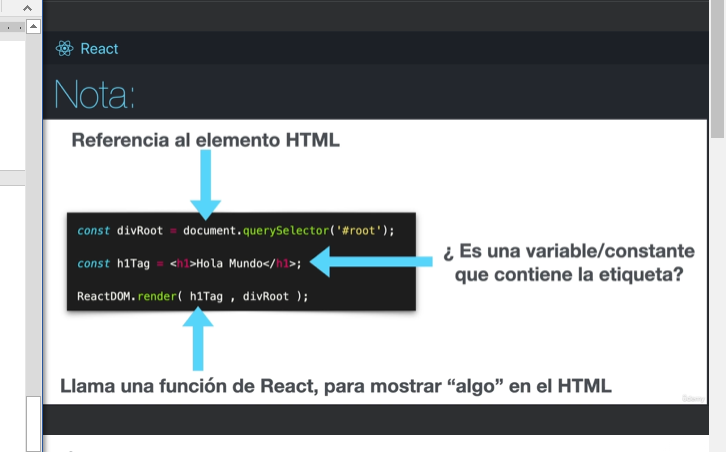 React
Nota:
Referencia al elemento HTML
const divRoot = document.querySelector('#root');
const h1Tag = <h1>Hola Mundo</h1>;
ReactDOM.render( h1Tag , divRoot );
¿ Es una variable/constante
que contiene la etiqueta?
Llama una función de React, para mostrar “algo” en el HTML